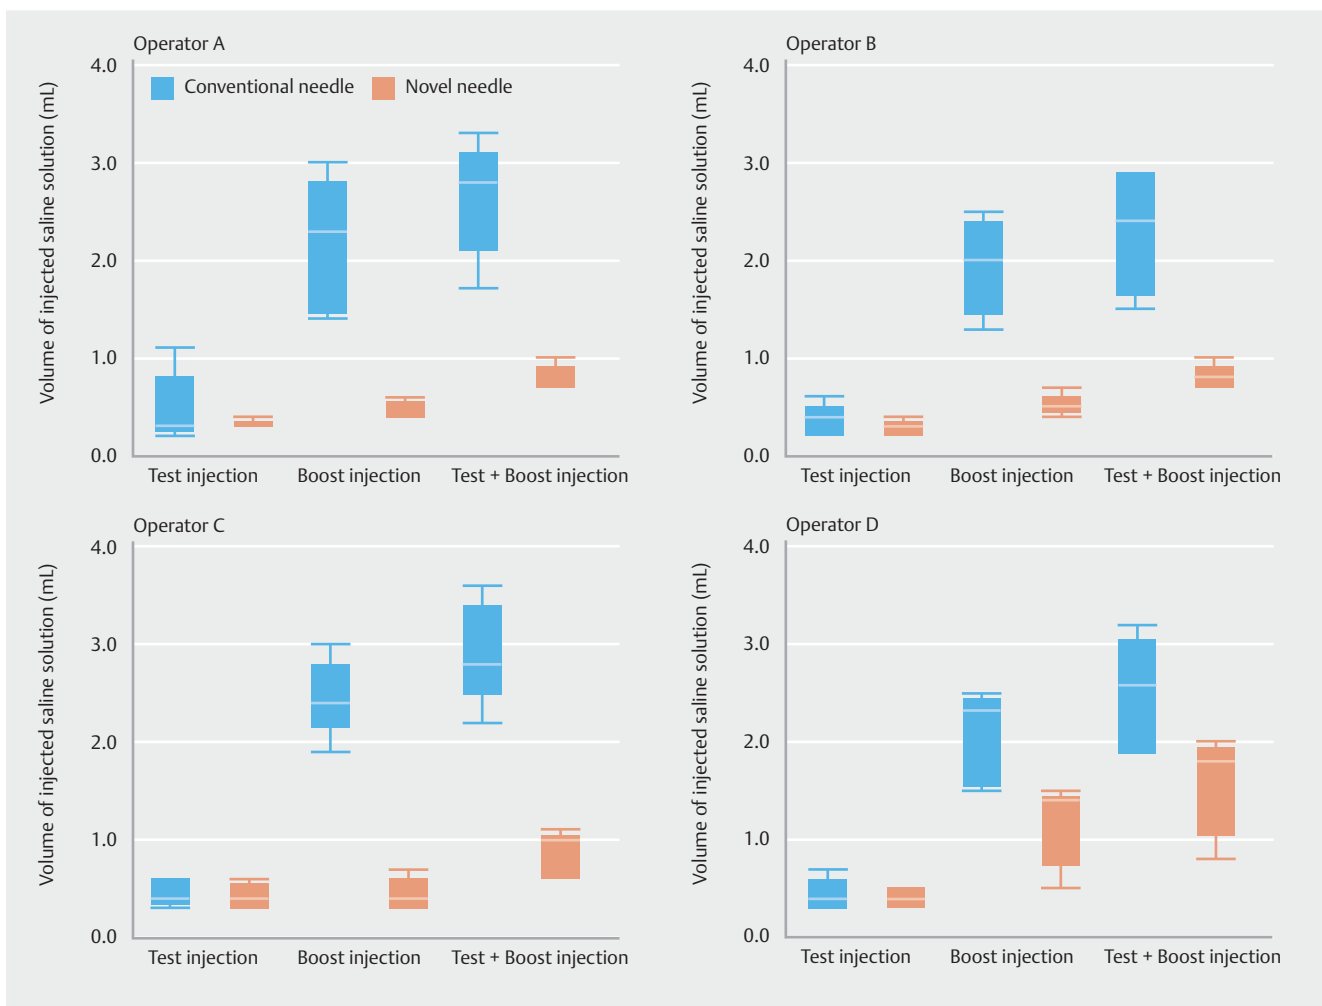 Operator A
Volume of injected saline solution (mL)
4.0
3.0
2.0
1.0
0.0
Conventional needle
Novel needle
Test injection
Boost injection
Test + Boost injection
Operator B
Volume of injected saline solution (mL)
4.0
3.0
2.0
1.0
0.0
Test injection
Boost injection
Test + Boost injection
Operator C
Volume of injected saline solution (mL)
4.0
3.0
2.0
1.0
0.0
Test injection
Boost injection
Test + Boost injection
Operator D
Volume of injected saline solution (mL)
4.0
3.0
2.0
1.0
0.0
Test injection
Boost injection
Test + Boost injection